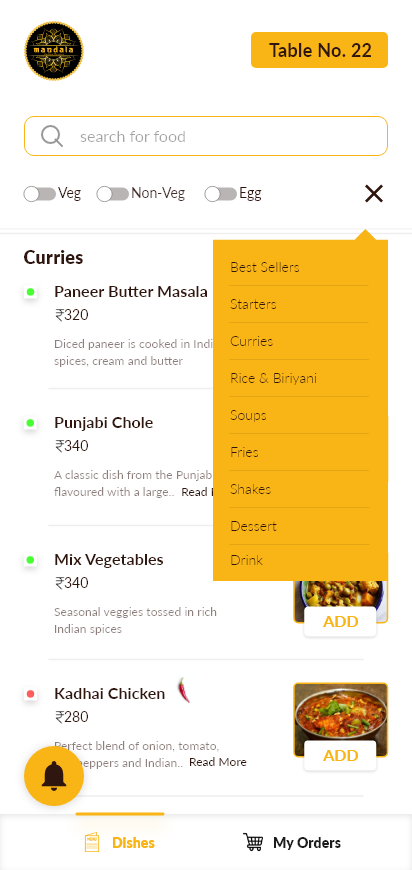 mandala
Table No. 22
search for food
Veg
Non-Veg
Egg
Curries
Paneer Butter Masala
₹320
Diced paneer is cooked in Indi
spices, cream and butter
Punjabi Chole
₹340
A classic dish from the Punjab
flavoured with a large.. Read
Mix Vegetables
₹340
Seasonal veggies tossed in rich
Indian spices
ADD
Kadhai Chicken
₹280
Perfect blend of onion, tomato,
peppers and Indian.. Read More
ADD
Best Sellers
Starters
Curries
Rice & Biriyani
Soups
Fries
Shakes
Dessert
Drink
Dishes
My Orders